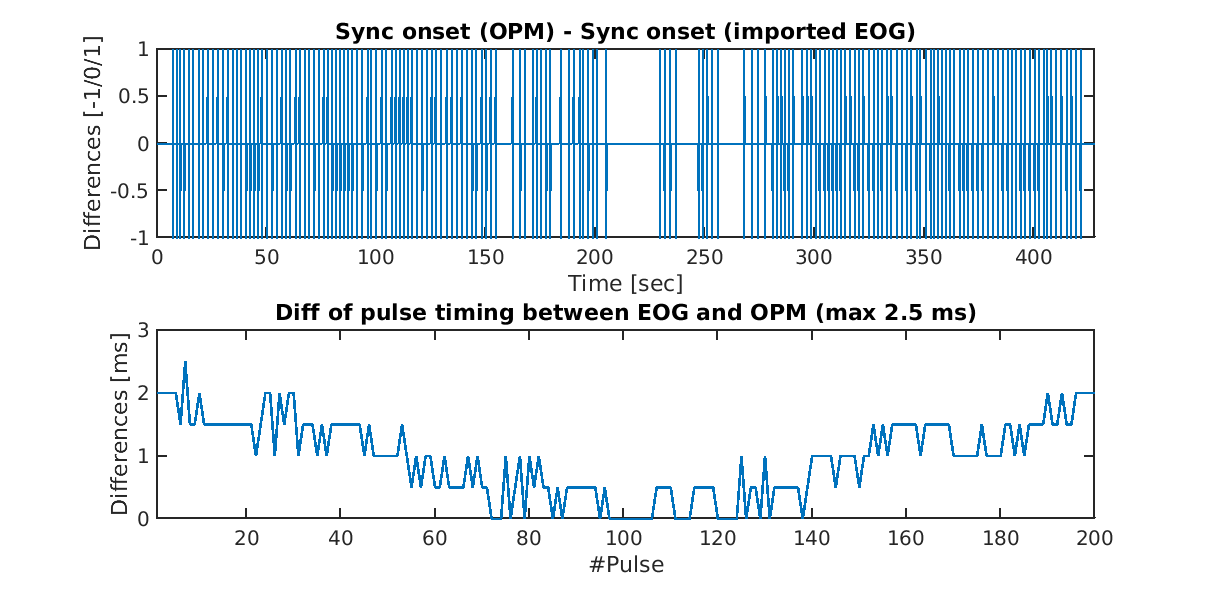 Sync onset (OPM) - Sync onset (imported EOG)
Differences [-1/0/1]
1
0.5
0
-0.5
-1
0 50 100 150 200 250 300 350 400
Time [sec]
Diff of pulse timing between EOG and OPM (max 2.5 ms)
Differences [ms]
3
2
1
0
20 40 60 80 100 120 140 160 180 200
#Pulse